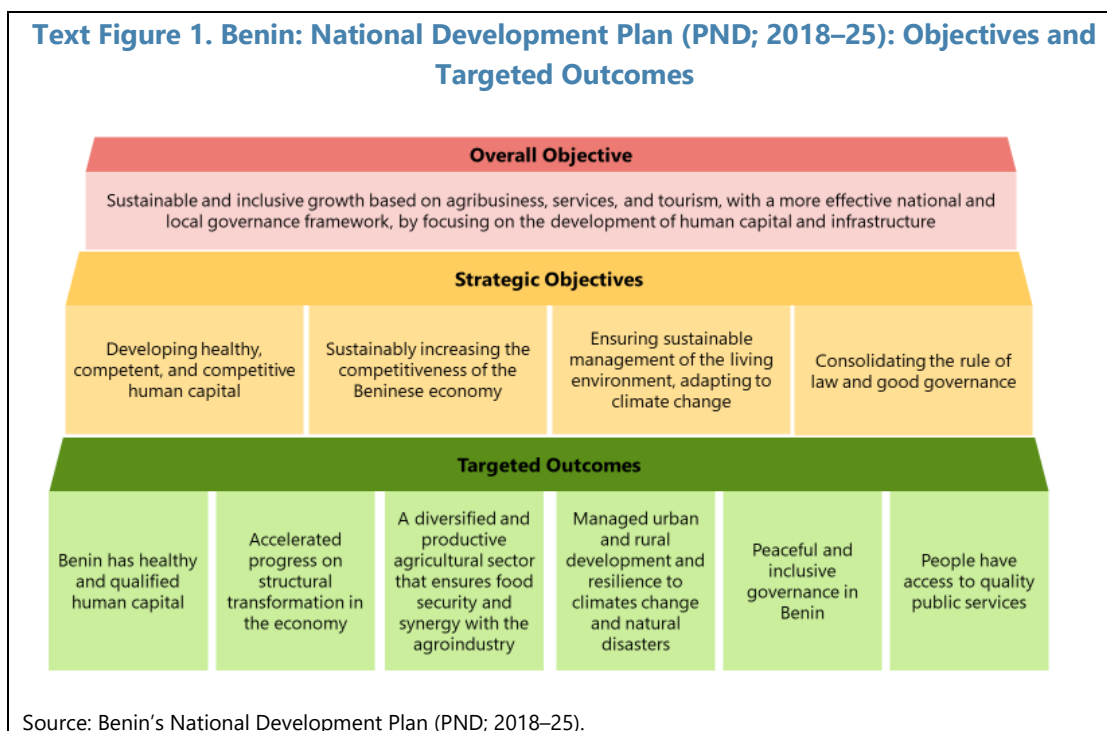 Text Figure 1. Benin: National Development Plan (PND; 2018–25): Objectives and
Targeted Outcomes
Overall Objective
Sustainable and inclusive growth based on agribusiness, services, and tourism, with a more effective national and
local governance framework, by focusing on the development of human capital and infrastructure
Strategic Objectives
Developing healthy,
competent, and competitive
human capital
Sustainably increasing the
competitiveness of the
Beninese economy
Ensuring sustainable
management of the living
environment, adapting to
climate change
Consolidating the rule of
law and good governance
Targeted Outcomes
Benin has healthy
and qualified
human capital
Accelerated
progress on
structural
transformation in
the economy
A diversified and
productive
agricultural sector
that ensures food
security and
synergy with the
agroindustry
Managed urban
and rural
development and
resilience to
climates change
and natural
disasters
Peaceful and
inclusive
governance in
Benin
People have
access to quality
public services
Source: Benin's National Development Plan (PND; 2018–25).